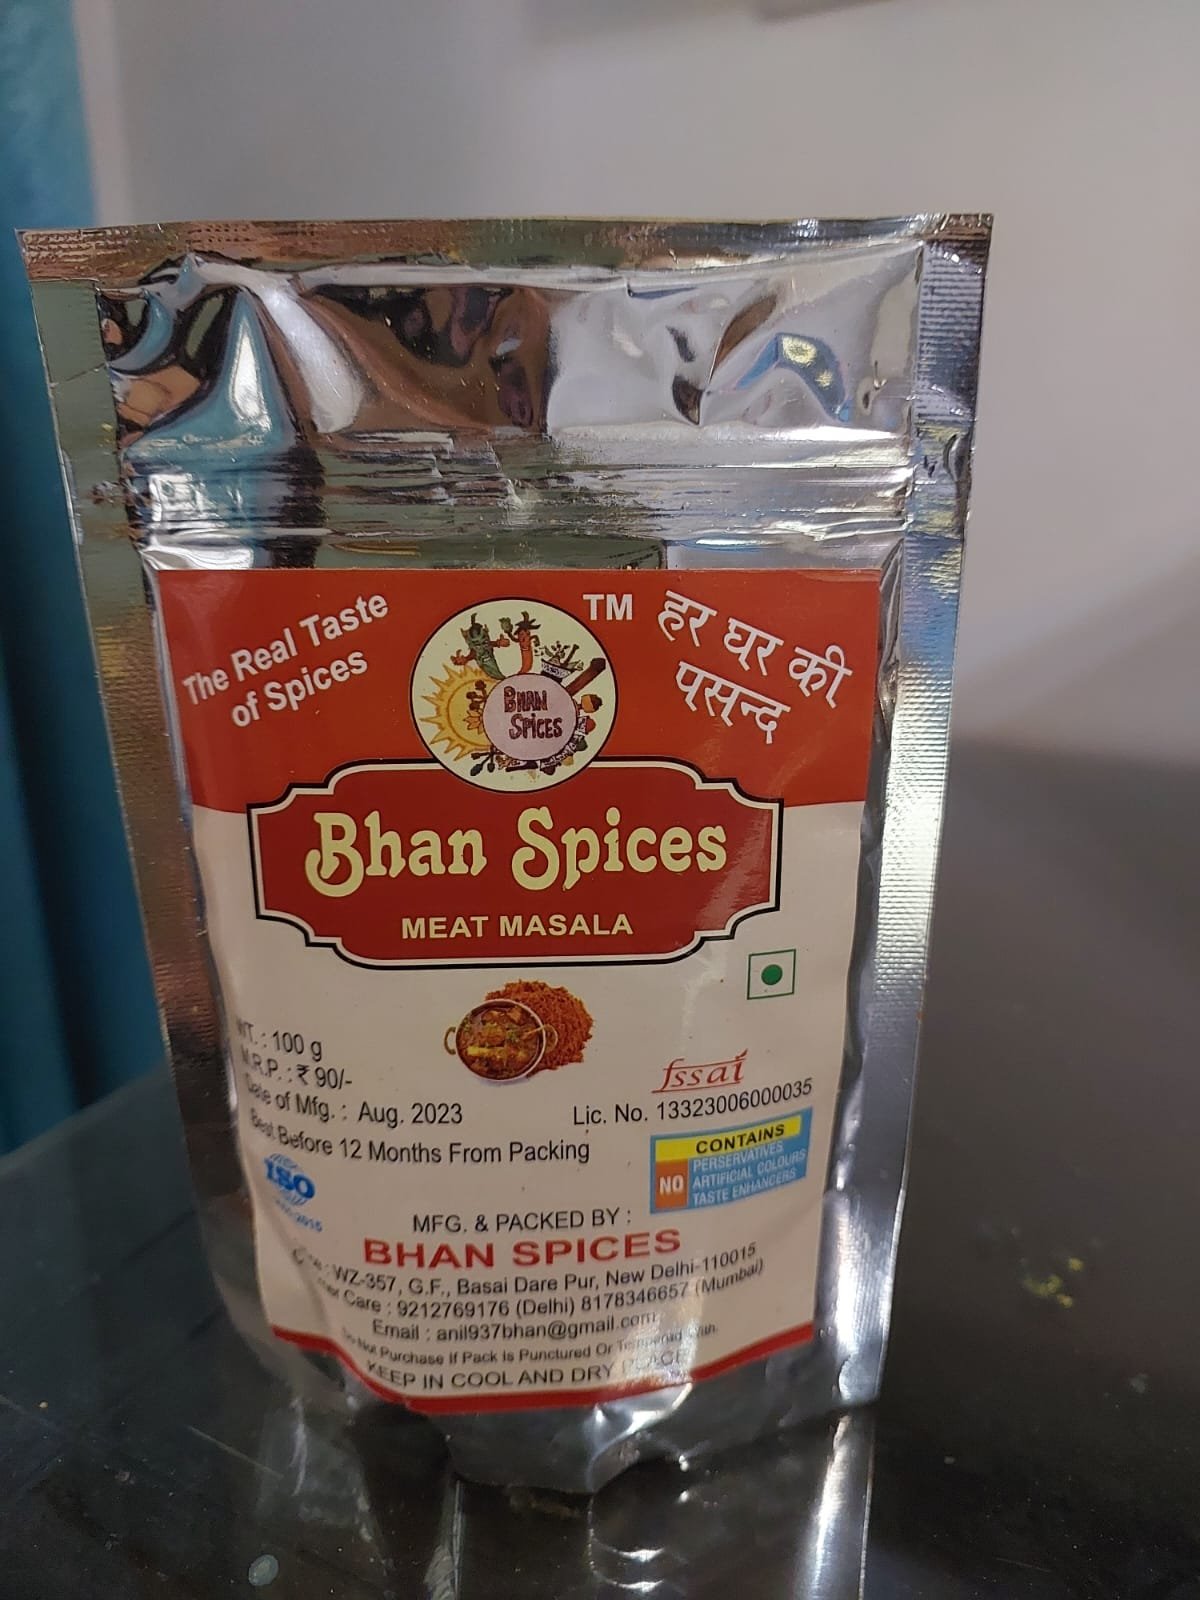 The Real Taste
of Spices
BHAN
SPICES
TM
हर घर की
पसन्द
Bhan Spices
MEAT MASALA
WT. : 100 g
M.R.P. : ₹ 90/-
Date of Mfg. : Aug. 2023
Best Before 12 Months From Packing
fssai
Lic. No. 13323006000035
CONTAINS
NO
PERSERVATIVES
ARTIFICIAL COLOURS
TASTE ENHANCERS
ISO
MFG. & PACKED BY :
BHAN SPICES
WZ-357, G.F., Basai Dare Pur, New Delhi-110015
Care : 9212769176 (Delhi) 8178346657 (Mumbai)
Email : anil937bhan@gmail.com
Do Not Purchase If Pack Is Punctured Or Tempered With.
KEEP IN COOL AND DRY PLACE